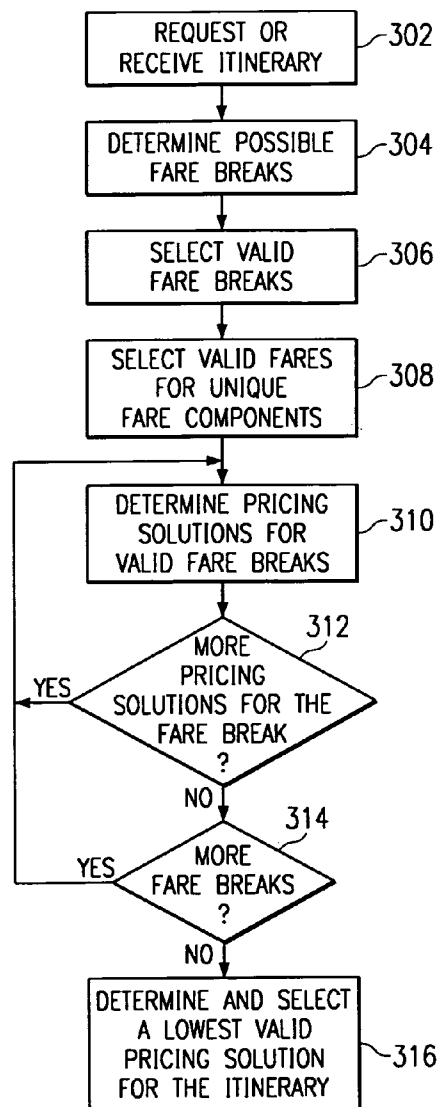 REQUEST OR
RECEIVE ITINERARY
302
DETERMINE POSSIBLE
FARE BREAKS
304
SELECT VALID
FARE BREAKS
306
SELECT VALID FARES
FOR UNIQUE
FARE COMPONENTS
308
DETERMINE PRICING
SOLUTIONS FOR
VALID FARE BREAKS
310
312
MORE
PRICING
SOLUTIONS FOR THE
FARE BREAK
?
YES
NO
314
MORE
FARE BREAKS
?
YES
NO
DETERMINE AND SELECT
A LOWEST VALID
PRICING SOLUTION
FOR THE ITINERARY
316